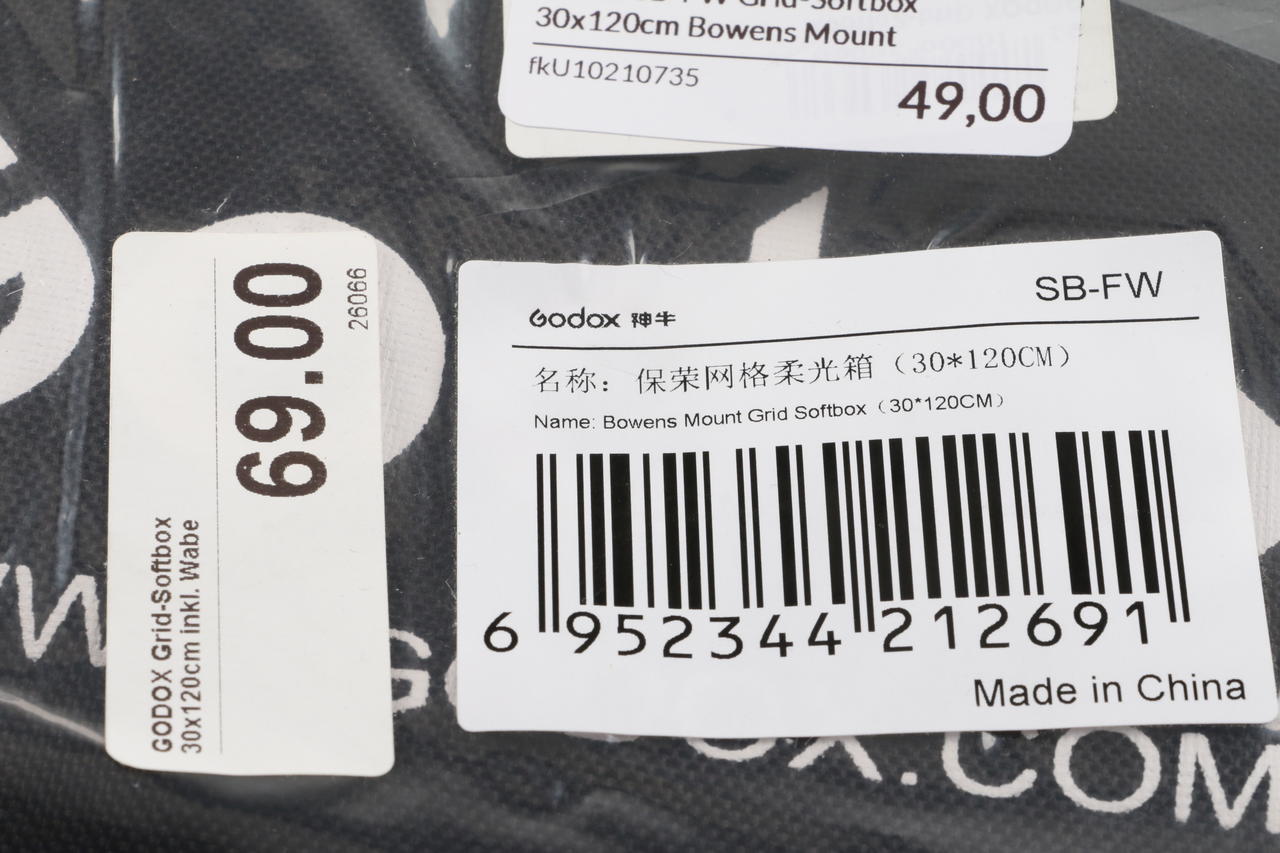 Grid-Softbox
30x120cm Bowens Mount
fkU10210735
49,00
69.00
26066
GODOX Grid-Softbox
30x120cm inkl. Wabe
SB-FW
Godox 神牛
名称：保荣网格柔光箱（30*120CM）
Name: Bowens Mount Grid Softbox（30*120CM）
6 952344 212691
Made in China